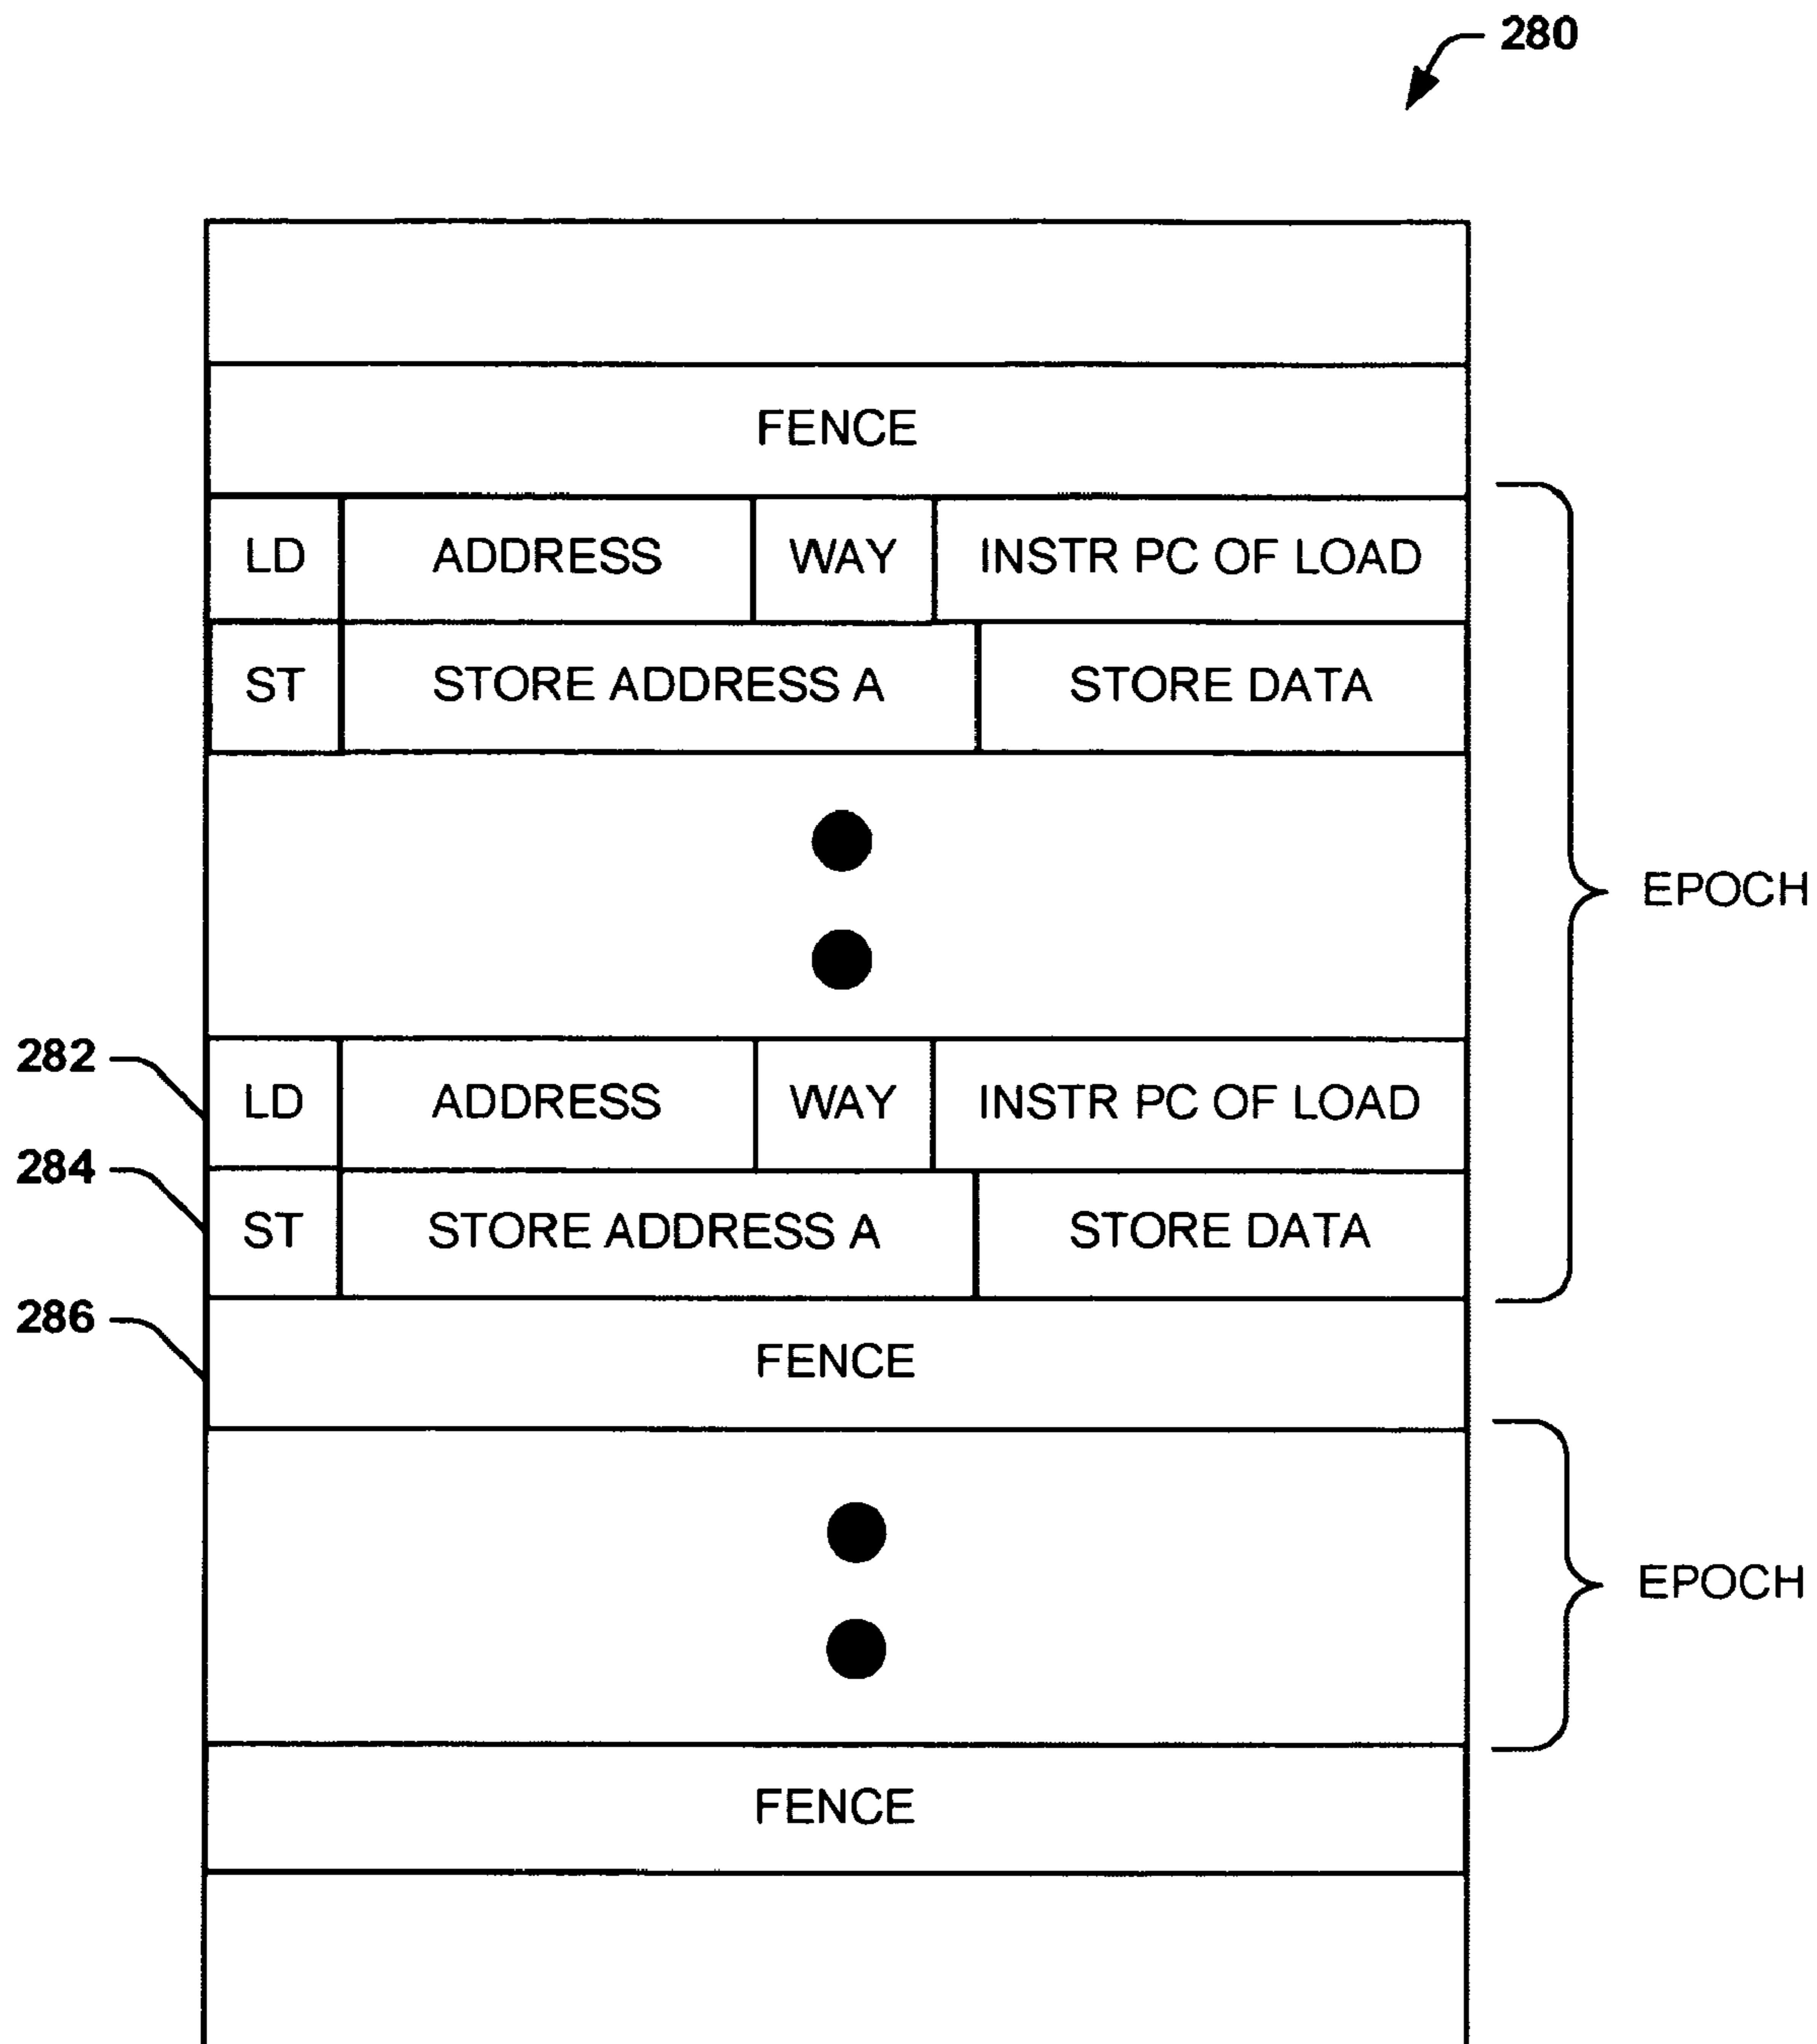 280
FENCE
LD ADDRESS WAY INSTR PC OF LOAD
ST STORE ADDRESS A STORE DATA
EPOCH
282 LD ADDRESS WAY INSTR PC OF LOAD
284 ST STORE ADDRESS A STORE DATA
286 FENCE
EPOCH
FENCE